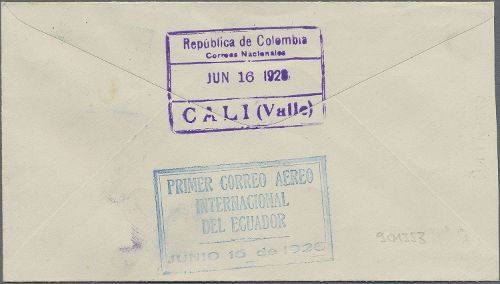 República de Colombia
Correos Nacionales
JUN 16 1928
CALI (Valle)
PRIMER CORREO AEREO
INTERNACIONAL
DEL ECUADOR
JUNIO 16 de 1928
901353